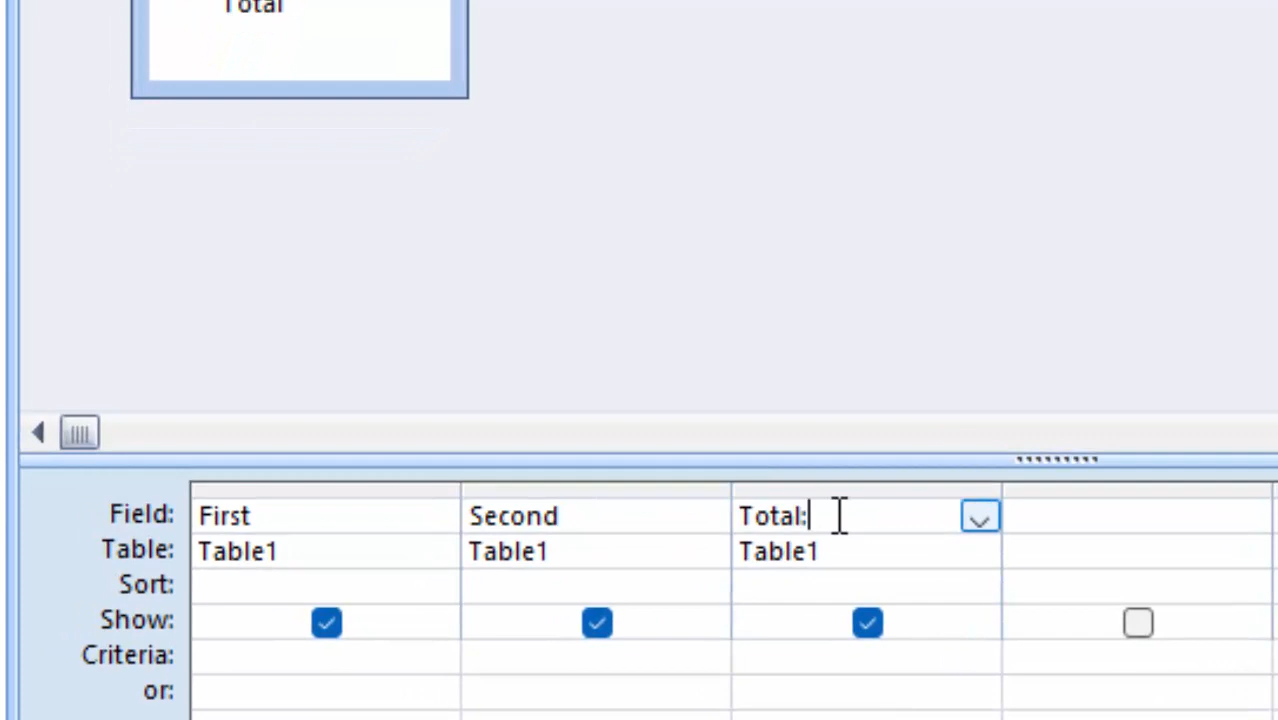 Total
Field: First Second Total:
Table: Table1 Table1 Table1
Sort:
Show:
Criteria:
or: